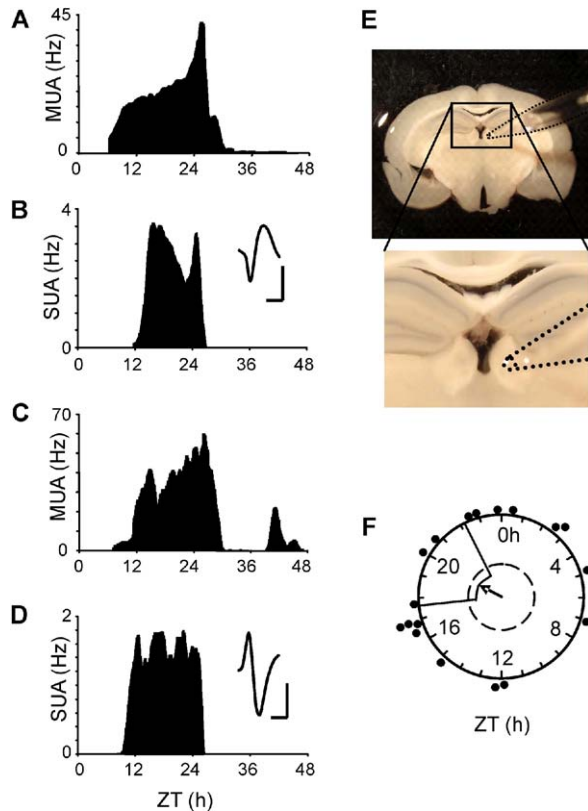 A
45
MUA (Hz)
0
0 12 24 36 48
B
4
SUA (Hz)
0
0 12 24 36 48
C
70
MUA (Hz)
0
0 12 24 36 48
D
2
SUA (Hz)
0
0 12 24 36 48
ZT (h)
E
F
0h
4
8
12
16
20
ZT (h)